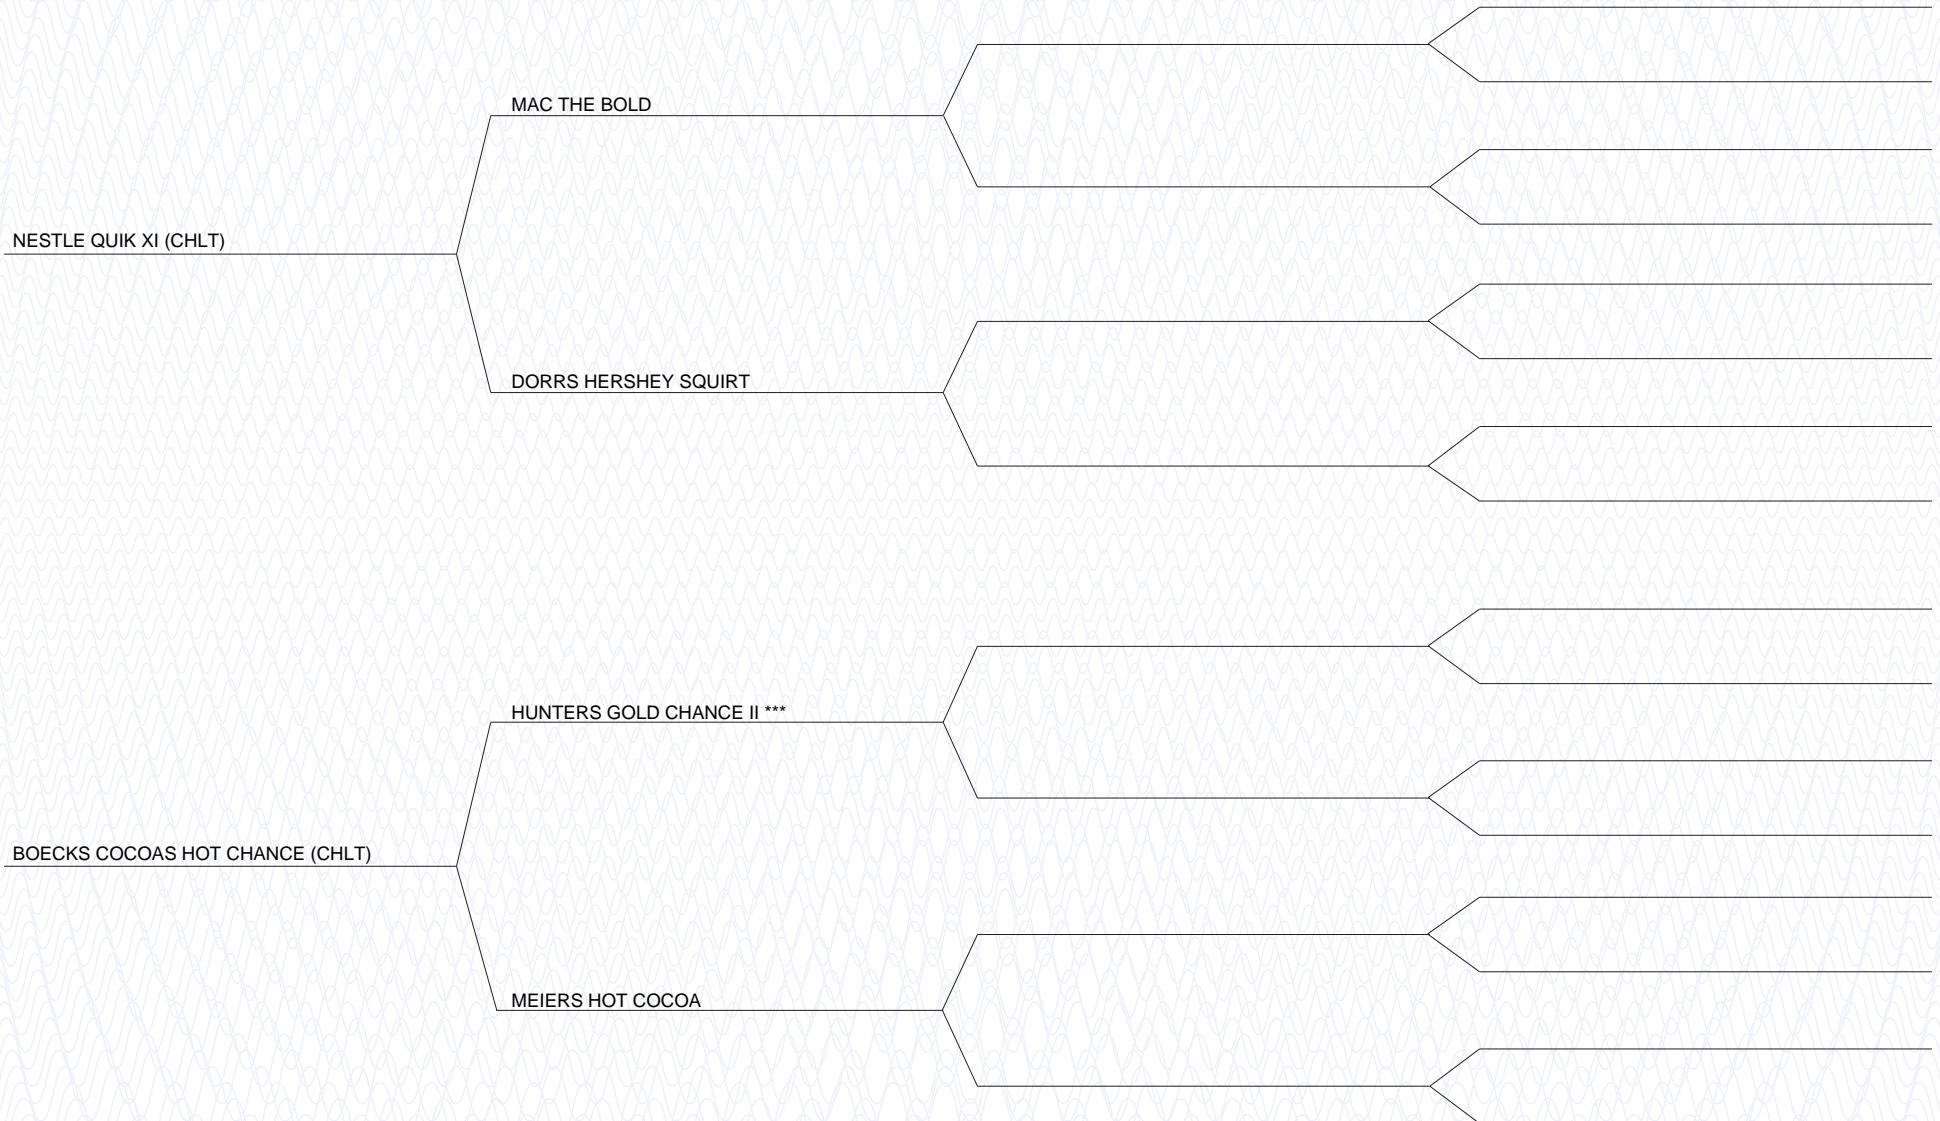 MAC THE BOLD
NESTLE QUIK XI (CHLT)
DORRS HERSHEY SQUIRT
HUNTERS GOLD CHANCE II ***
BOECKS COCOAS HOT CHANCE (CHLT)
MEIERS HOT COCOA